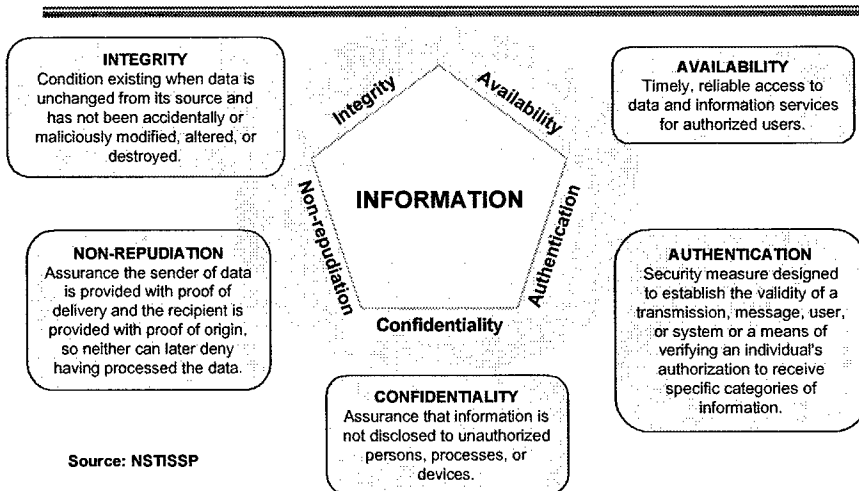 INTEGRITY
Condition existing when data is
unchanged from its source and
has not been accidentally or
maliciously modified, altered, or
destroyed.
AVAILABILITY
Timely, reliable access to
data and information services
for authorized users.
Integrity
Availability
INFORMATION
Non-repudiation
Authentication
Confidentiality
NON-REPUDIATION
Assurance the sender of data
is provided with proof of
delivery and the recipient is
provided with proof of origin,
so neither can later deny
having processed the data.
AUTHENTICATION
Security measure designed
to establish the validity of a
transmission, message, user,
or system or a means of
verifying an individual's
authorization to receive
specific categories of
information.
CONFIDENTIALITY
Assurance that information is
not disclosed to unauthorized
persons, processes, or
devices.
Source: NSTISSP